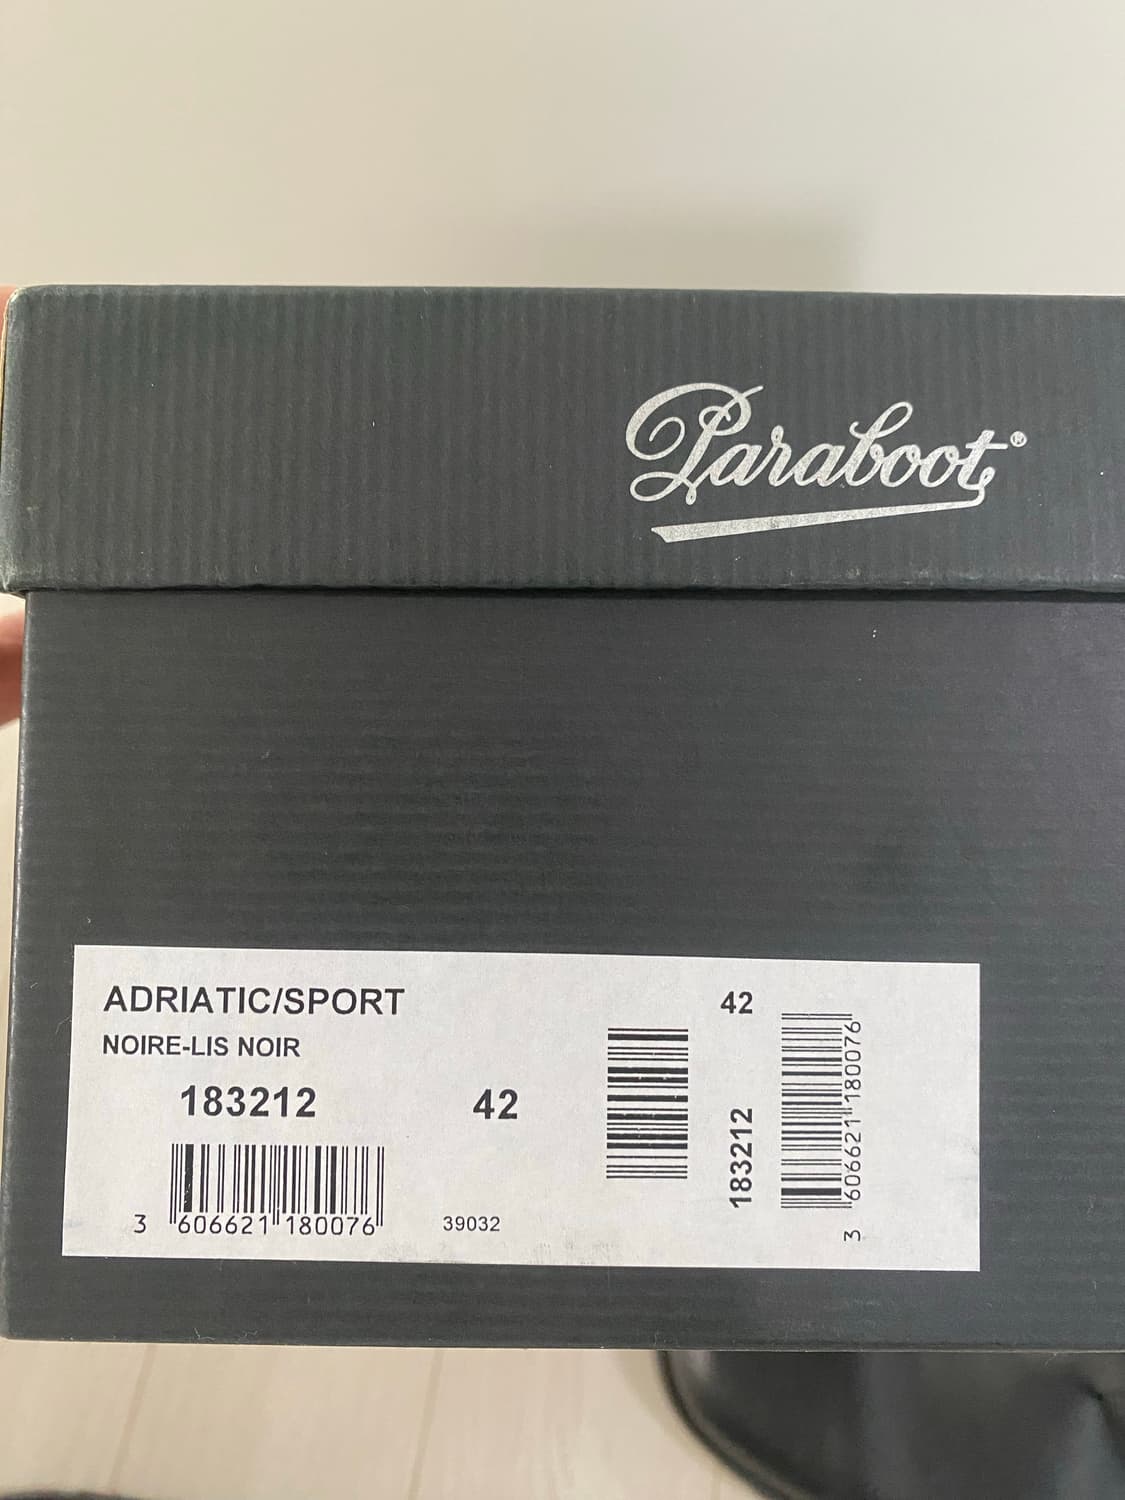 Paraboot®
ADRIATIC/SPORT
NOIRE-LIS NOIR
183212
42
3 606621 180076
39032
42
183212
3 606621 180076